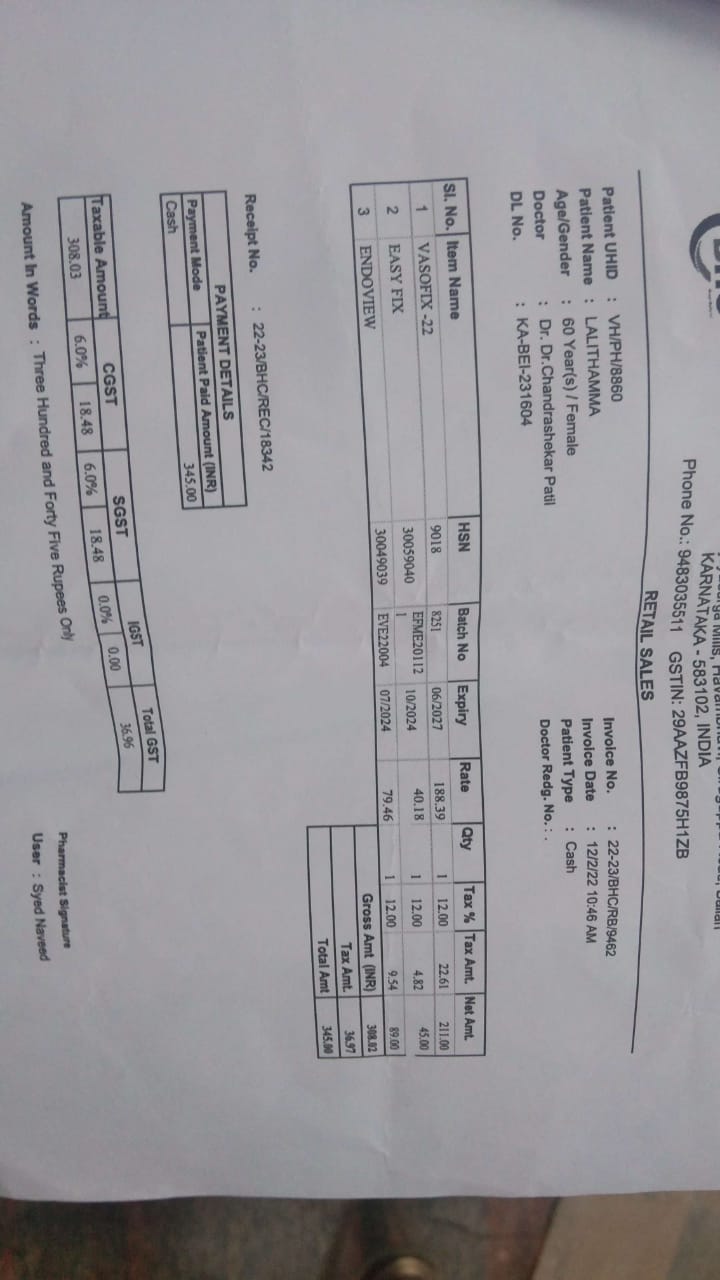 BHC
Mills, Havambhavi, Siruguppa Road, Ballari
KARNATAKA - 583102, INDIA
Phone No.: 9483035511 GSTIN: 29AAZFB9875H1ZB
RETAIL SALES
Patient UHID : VH/PH/8860
Patient Name : LALITHAMMA
Age/Gender : 60 Year(s) / Female
Doctor : Dr. Dr.Chandrashekar Patil
DL No. : KA-BEI-231604
Invoice No. : 22-23/BHC/RB/9462
Invoice Date : 12/2/22 10:46 AM
Patient Type : Cash
Doctor Redg. No. : .
Sl. No. Item Name HSN Batch No Expiry Rate Qty Tax % Tax Amt. Net Amt.
1 VASOFIX -22 9018 8251 06/2027 188.39 1 12.00 22.61 211.00
2 EASY FIX 30059040 EFME20112 10/2024 40.18 1 12.00 4.82 45.00
1
3 ENDOVIEW 30049039 EVE22004 07/2024 79.46 1 12.00 9.54 89.00
Gross Amt (INR) 308.02
Tax Amt. 36.97
Total Amt 345.00
Receipt No. : 22-23/BHC/REC/18342
PAYMENT DETAILS
Payment Mode Patient Paid Amount (INR)
Cash 345.00
Taxable Amount CGST SGST IGST Total GST
308.03 6.0% 18.48 6.0% 18.48 0.0% 0.00 36.96
Amount In Words : Three Hundred and Forty Five Rupees Only
Pharmacist Signature
User : Syed Naveed